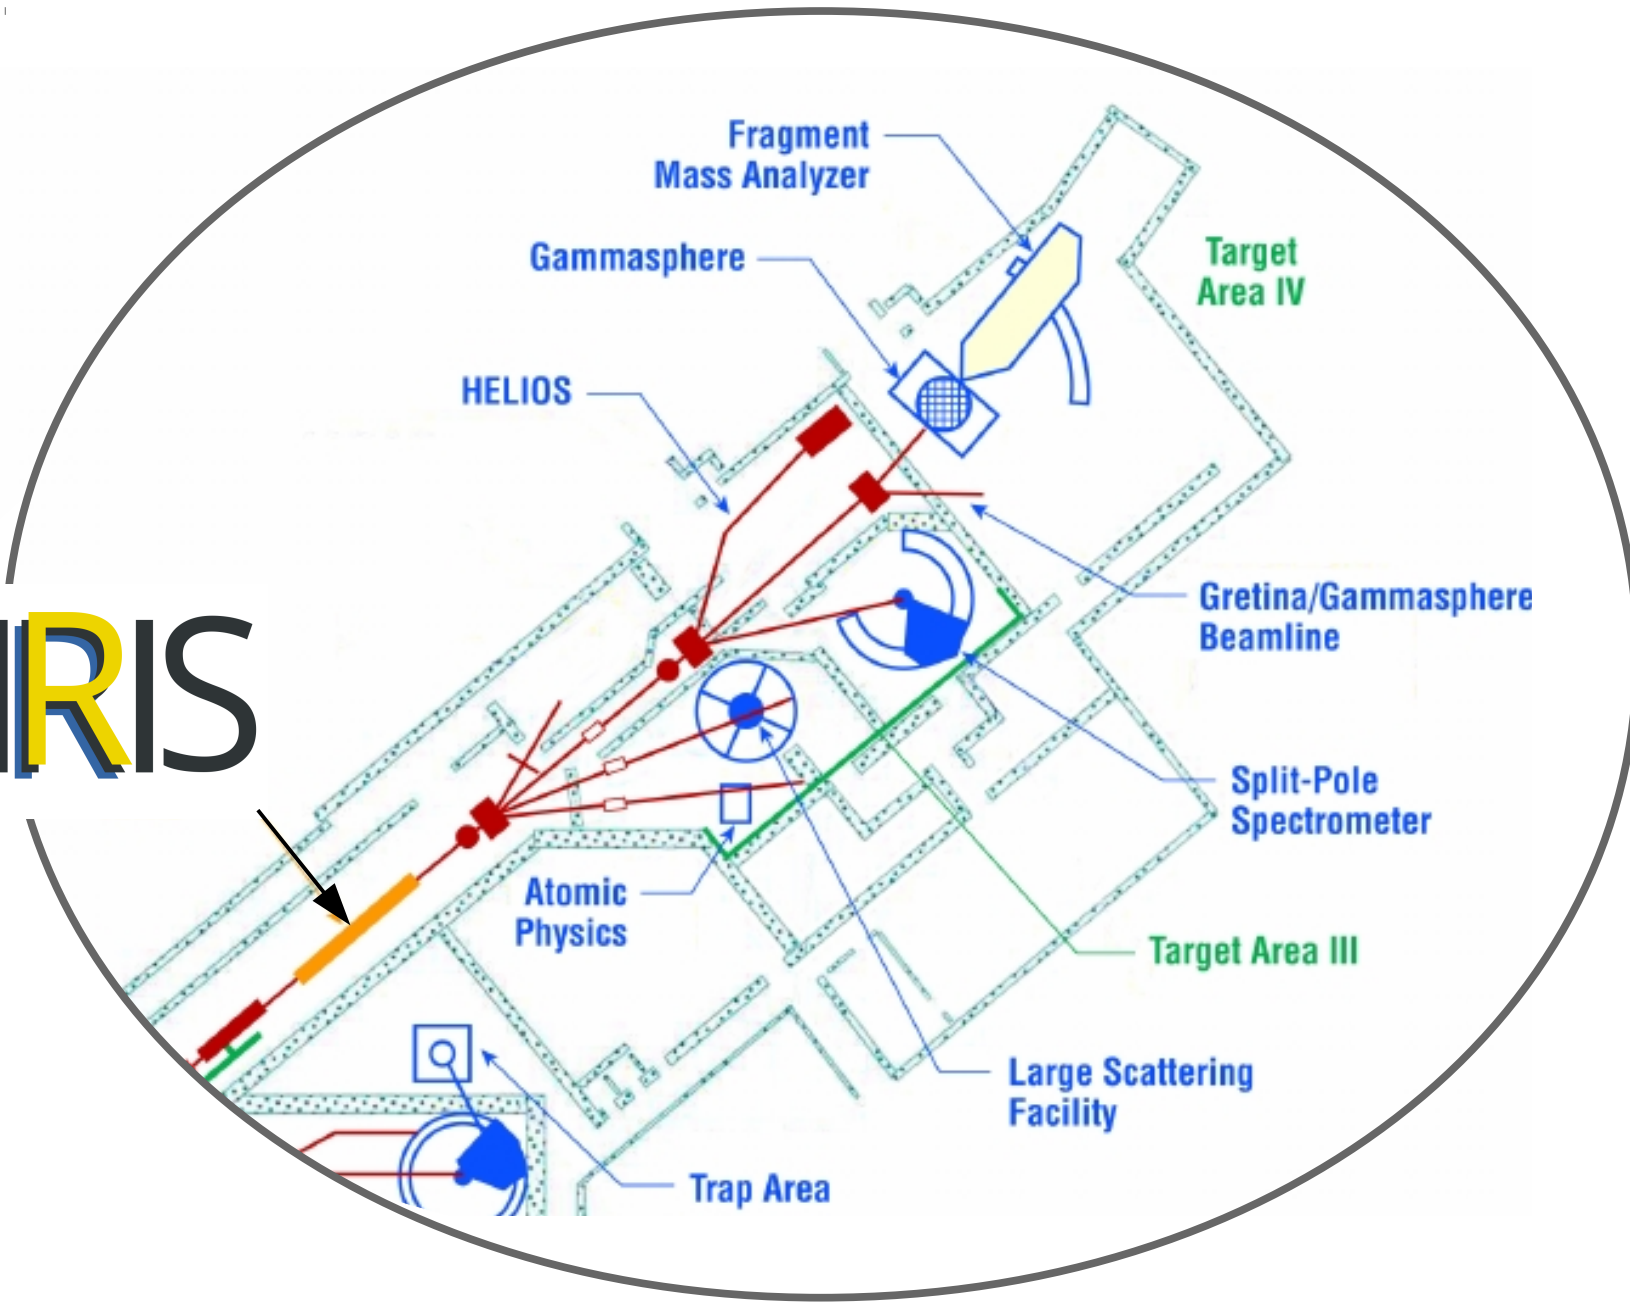 Fragment
Mass Analyzer
Gammasphere
Target
Area IV
HELIOS
Gretina/Gammasphere
Beamline
RIS
Split-Pole
Spectrometer
Atomic
Physics
Target Area III
Large Scattering
Facility
Trap Area